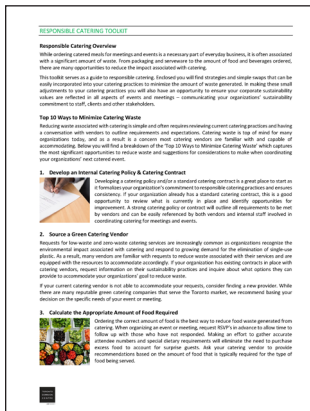 RESPONSIBLE CATERING TOOLKIT
Responsible Catering Overview
While ordering catered meals for meetings and events is a necessary part of everyday business, it is often associated
with a significant amount of waste. From packaging and serveware to the amount of food and beverages ordered,
there are many opportunities to reduce the impact associated with catering.
This toolkit serves as a guide to responsible catering. Enclosed you will find strategies and simple swaps that can be
easily incorporated into your catering practices to minimize the amount of waste generated. In making these small
adjustments to your catering practices you will also have an opportunity to ensure your corporate sustainability
values are reflected in all aspects of events and meetings – communicating your organizations' sustainability
commitment to staff, clients and other stakeholders.
Top 10 Ways to Minimize Catering Waste
Reducing waste associated with catering is simple and often requires reviewing current catering practices and having
a conversation with vendors to outline requirements and expectations. Catering waste is top of mind for many
organizations today, and as a result is a concern most catering vendors are familiar with and capable of
accommodating. Below you will find a breakdown of the 'Top 10 Ways to Minimize Catering Waste' which captures
the most significant opportunities to reduce waste and suggestions for considerations to make when coordinating
your organizations' next catered event.
1. Develop an Internal Catering Policy & Catering Contract
Developing a catering policy and/or a standard catering contract is a great place to start as
it formalizes your organization's commitment to responsible catering practices and ensures
consistency. If your organization already has a standard catering contract, this is a good
opportunity to review what is currently in place and identify opportunities for
improvement. A strong catering policy or contract will outline all requirements to be met
by vendors and can be easily referenced by both vendors and internal staff involved in
coordinating catering for meetings and events.
2. Source a Green Catering Vendor
Requests for low-waste and zero-waste catering services are increasingly common as organizations recognise the
environmental impact associated with catering and respond to growing demand for the elimination of single-use
plastic. As a result, many vendors are familiar with requests to reduce waste associated with their services and are
equipped with the resources to accommodate accordingly. If your organization has existing contracts in place with
catering vendors, request information on their sustainability practices and inquire about what options they can
provide to accommodate your organizations' goal to reduce waste.
If your current catering vendor is not able to accommodate your requests, consider finding a new provider. While
there are many reputable green catering companies that serve the Toronto market, we recommend basing your
decision on the specific needs of your event or meeting.
3. Calculate the Appropriate Amount of Food Required
Ordering the correct amount of food is the best way to reduce food waste generated from
catering. When organizing an event or meeting, request RSVP's in advance to allow time to
follow up with those who have not responded. Making an effort to gather accurate
attendee numbers and special dietary requirements will eliminate the need to purchase
excess food to account for surprise guests. Ask your catering vendor to provide
recommendations based on the amount of food that is typically required for the type of
food being served.